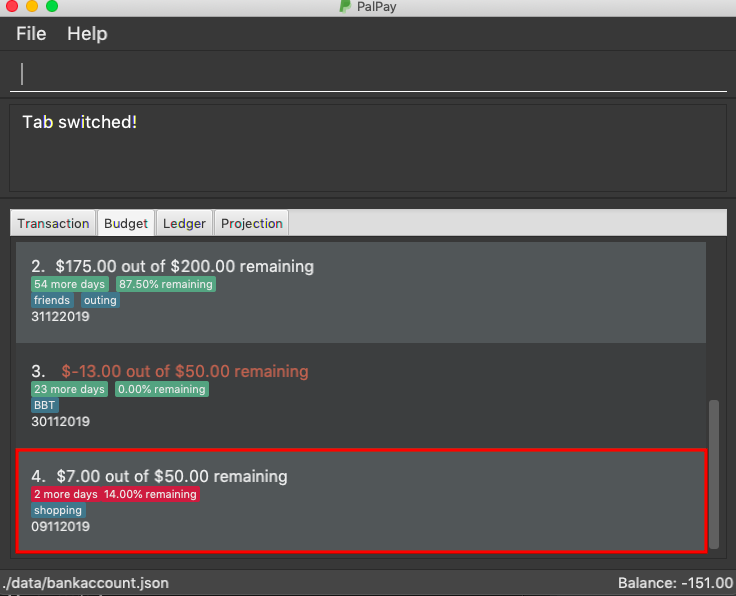 PalPay
File Help
Tab switched!
Transaction Budget Ledger Projection
2. $175.00 out of $200.00 remaining
54 more days 87.50% remaining
friends outing
31122019
3. $-13.00 out of $50.00 remaining
23 more days 0.00% remaining
BBT
30112019
4. $7.00 out of $50.00 remaining
2 more days 14.00% remaining
shopping
09112019
./data/bankaccount.json Balance: -151.00